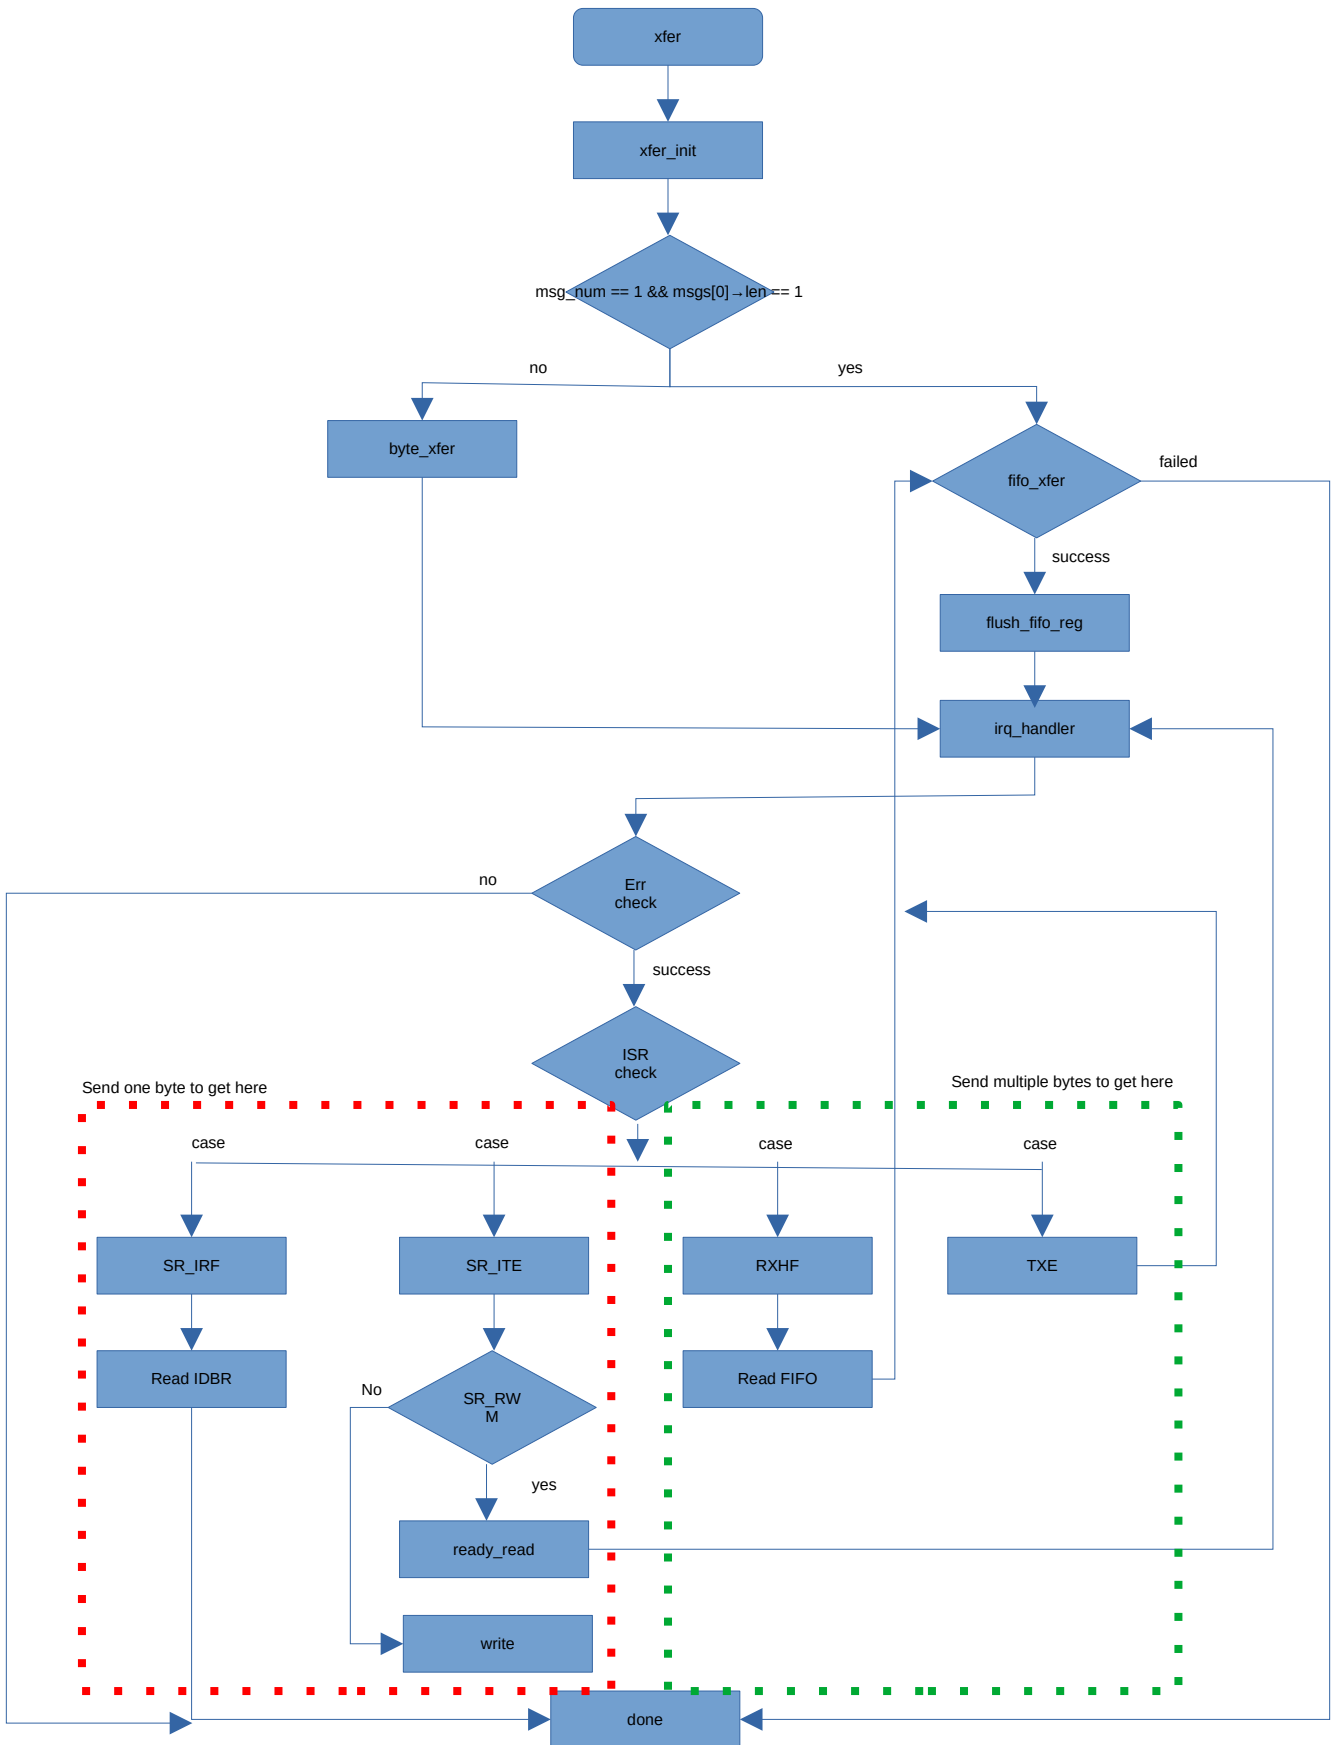 xfer
xfer_init
msg_num == 1 && msgs[0]→len == 1
no
yes
byte_xfer
fifo_xfer
failed
success
flush_fifo_reg
irq_handler
no
Err
check
success
ISR
check
Send one byte to get here
Send multiple bytes to get here
case
case
case
case
SR_IRF
SR_ITE
RXHF
TXE
Read IDBR
No
SR_RW
M
Read FIFO
yes
ready_read
write
done